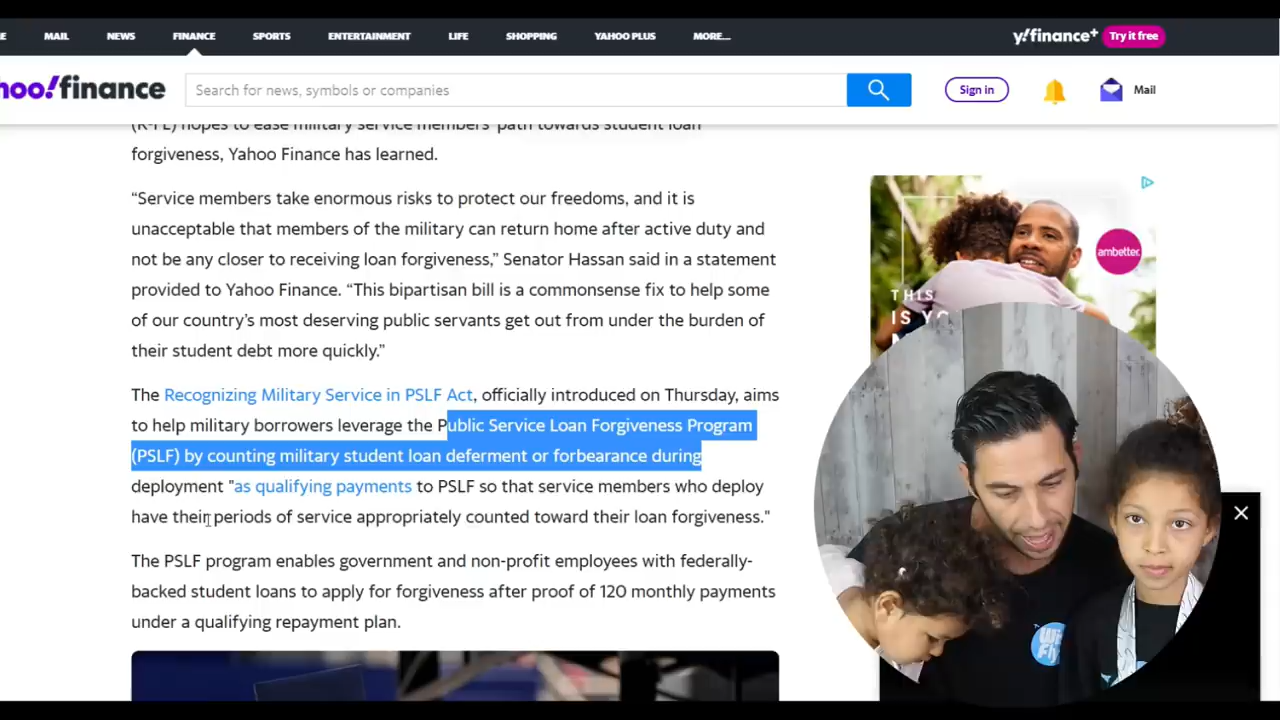 MAIL NEWS FINANCE SPORTS ENTERTAINMENT LIFE SHOPPING YAHOO PLUS MORE... y!finance+ Try it free
hoo!finance Search for news, symbols or companies Sign in Mail
hopes to ease military service members' path towards student loan
forgiveness, Yahoo Finance has learned.
“Service members take enormous risks to protect our freedoms, and it is
unacceptable that members of the military can return home after active duty and
not be any closer to receiving loan forgiveness,” Senator Hassan said in a statement
provided to Yahoo Finance. “This bipartisan bill is a commonsense fix to help some
of our country’s most deserving public servants get out from under the burden of
their student debt more quickly.”
The Recognizing Military Service in PSLF Act, officially introduced on Thursday, aims
to help military borrowers leverage the Public Service Loan Forgiveness Program
(PSLF) by counting military student loan deferment or forbearance during
deployment "as qualifying payments to PSLF so that service members who deploy
have their periods of service appropriately counted toward their loan forgiveness."
The PSLF program enables government and non-profit employees with federally-
backed student loans to apply for forgiveness after proof of 120 monthly payments
under a qualifying repayment plan.
ambetter.
THIS
IS